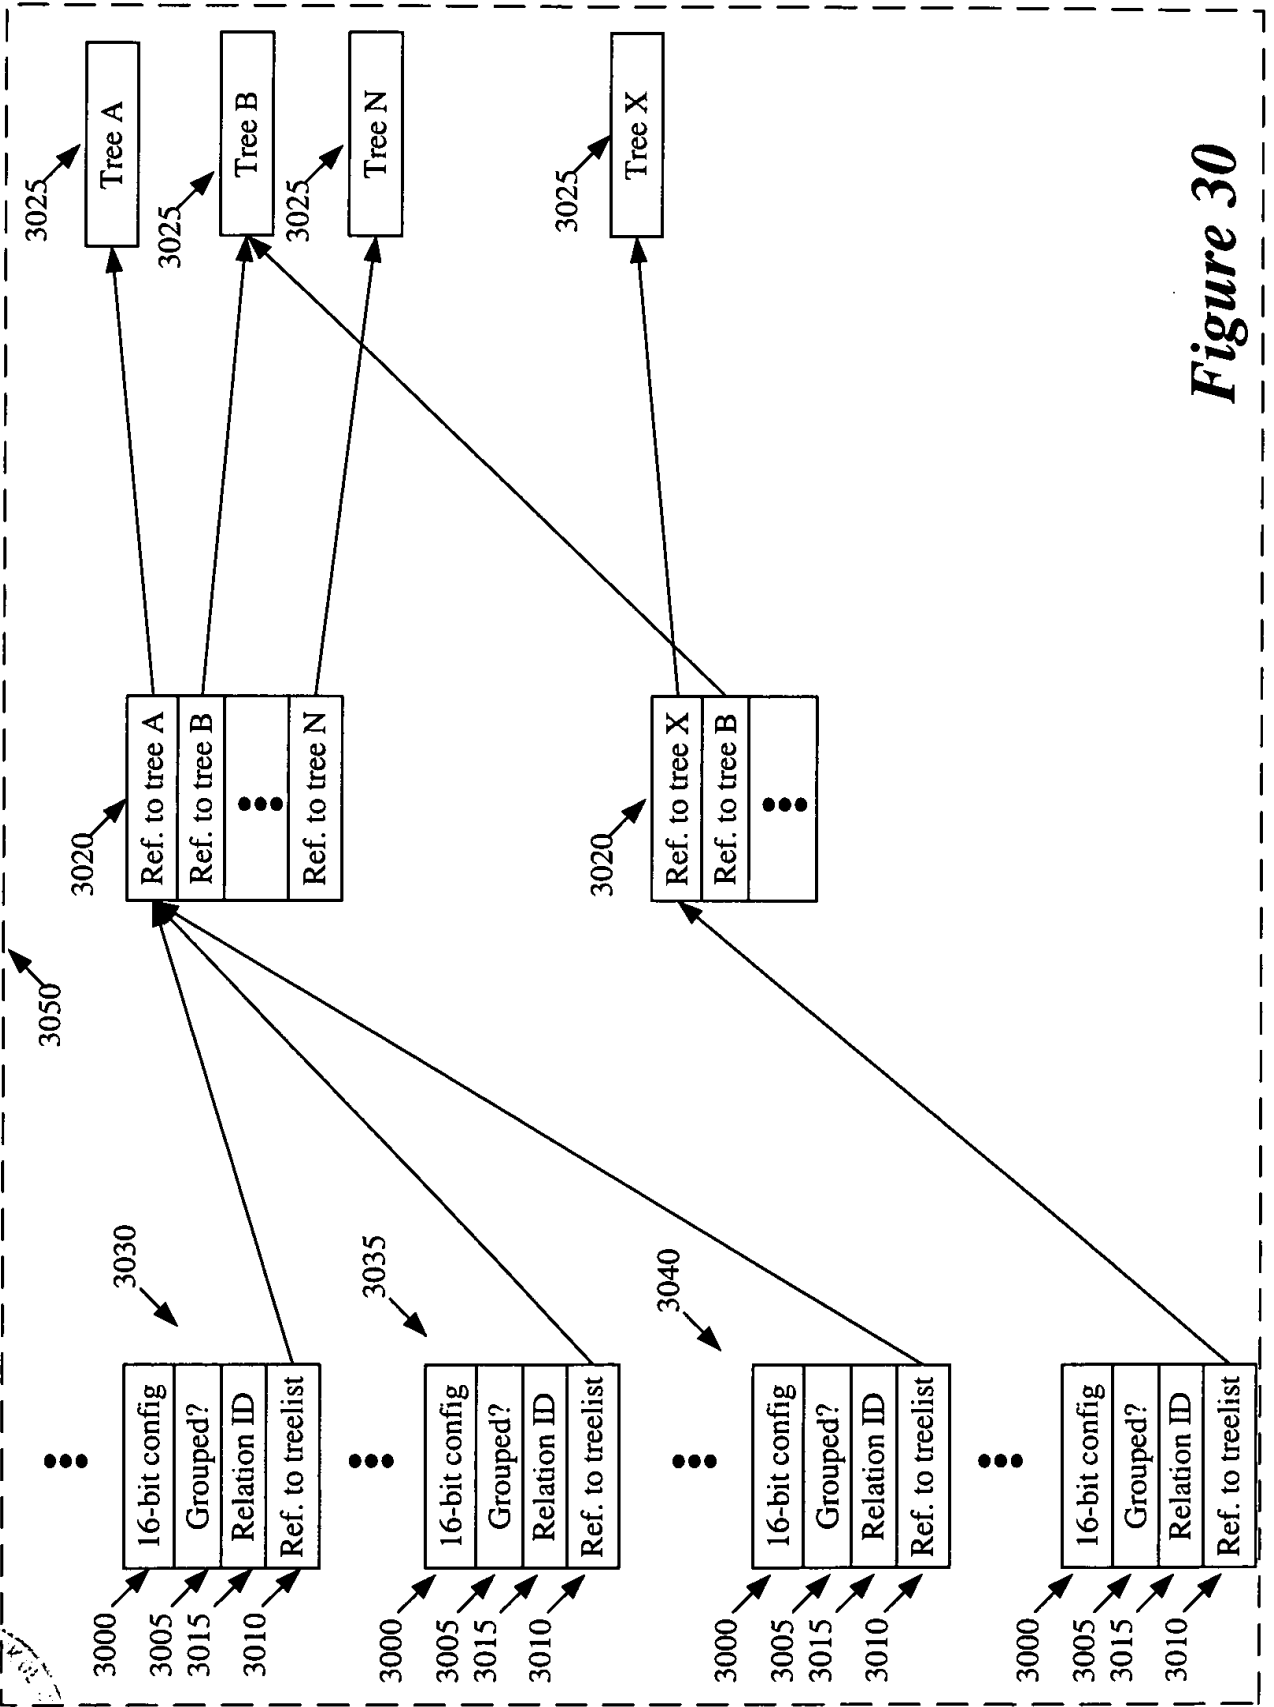 3050
3000
3005
3015
3010
16-bit config
Grouped?
Relation ID
Ref. to treelist
3030
3020
Ref. to tree A
Ref. to tree B
Ref. to tree N
3025
Tree A
3025
Tree B
3025
Tree N
3000
3005
3015
3010
16-bit config
Grouped?
Relation ID
Ref. to treelist
3035
3000
3005
3015
3010
16-bit config
Grouped?
Relation ID
Ref. to treelist
3040
3020
Ref. to tree X
Ref. to tree B
3025
Tree X
3000
3005
3015
3010
16-bit config
Grouped?
Relation ID
Ref. to treelist
Figure 30